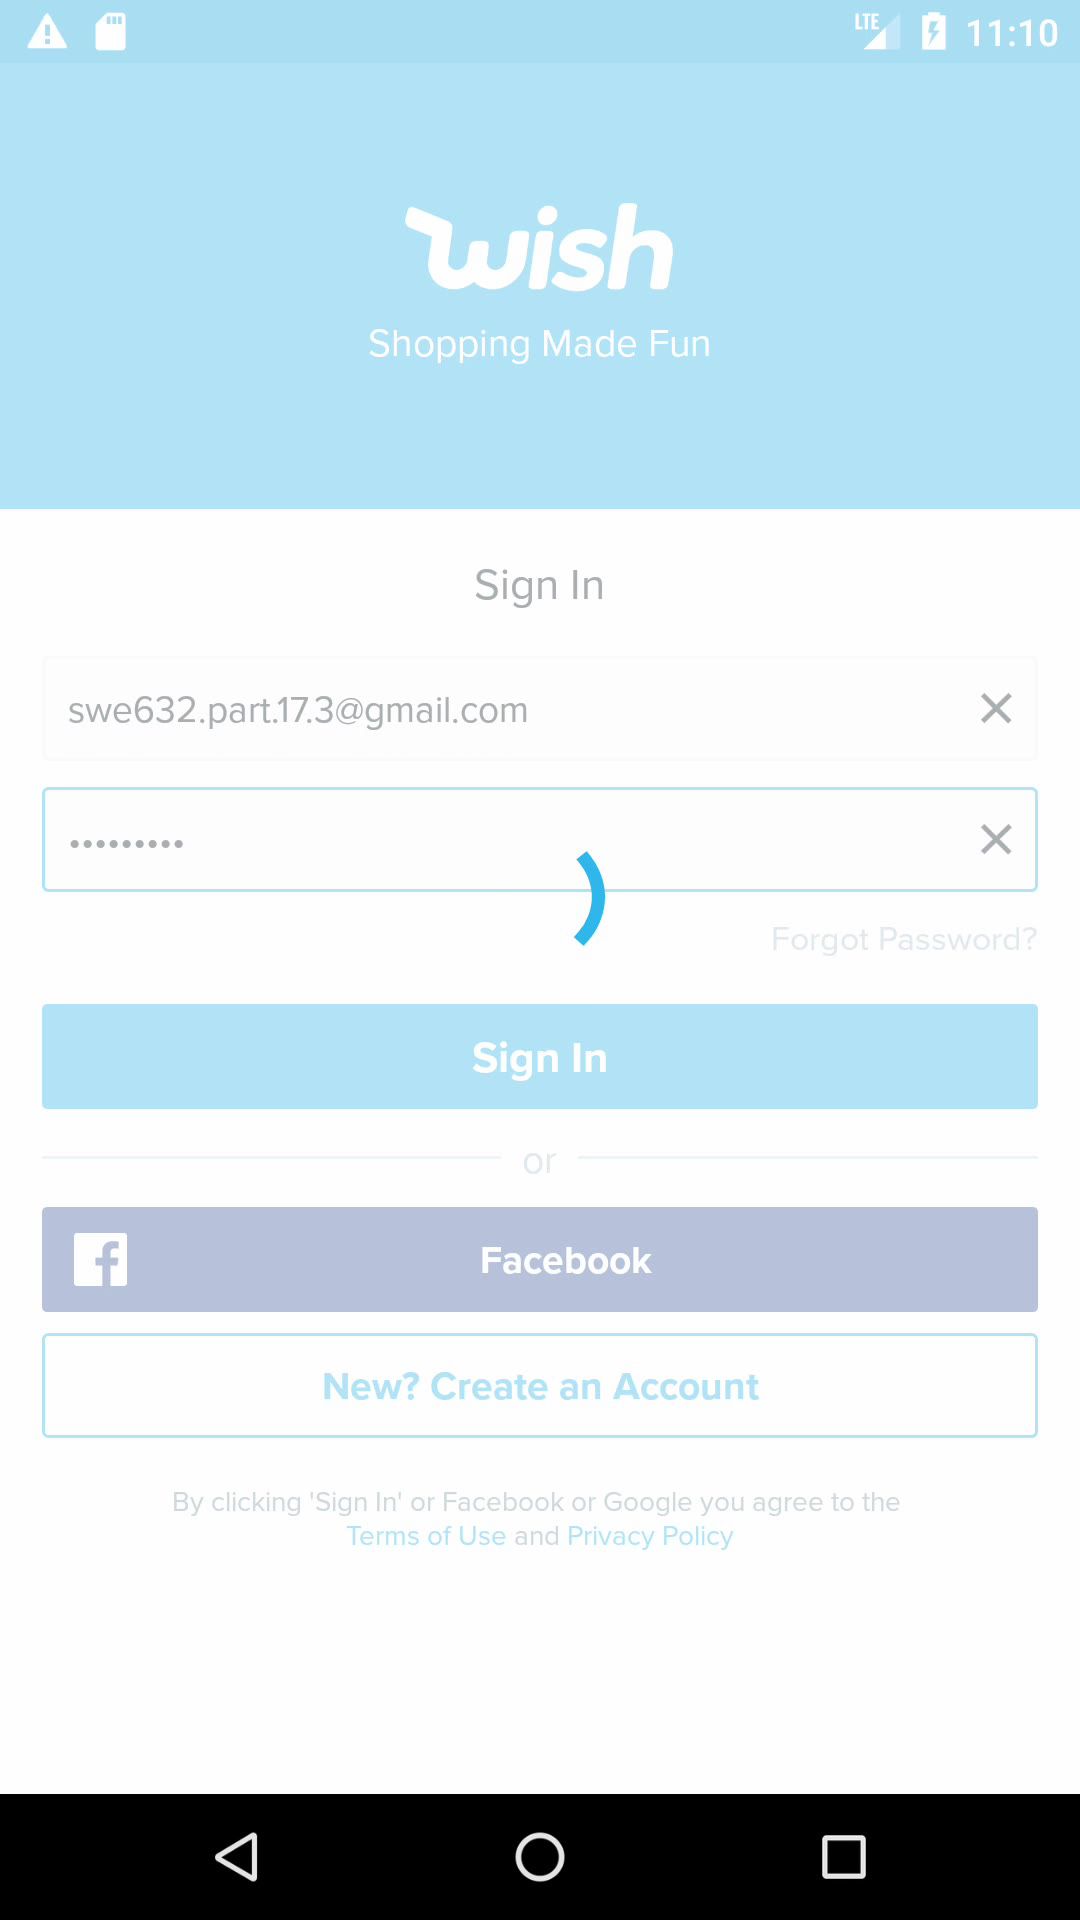 LTE 11:10
wish
Shopping Made Fun
Sign In
swe632.part.17.3@gmail.com
•••••••••
Forgot Password?
Sign In
or
Facebook
New? Create an Account
By clicking 'Sign In' or Facebook or Google you agree to the
Terms of Use and Privacy Policy